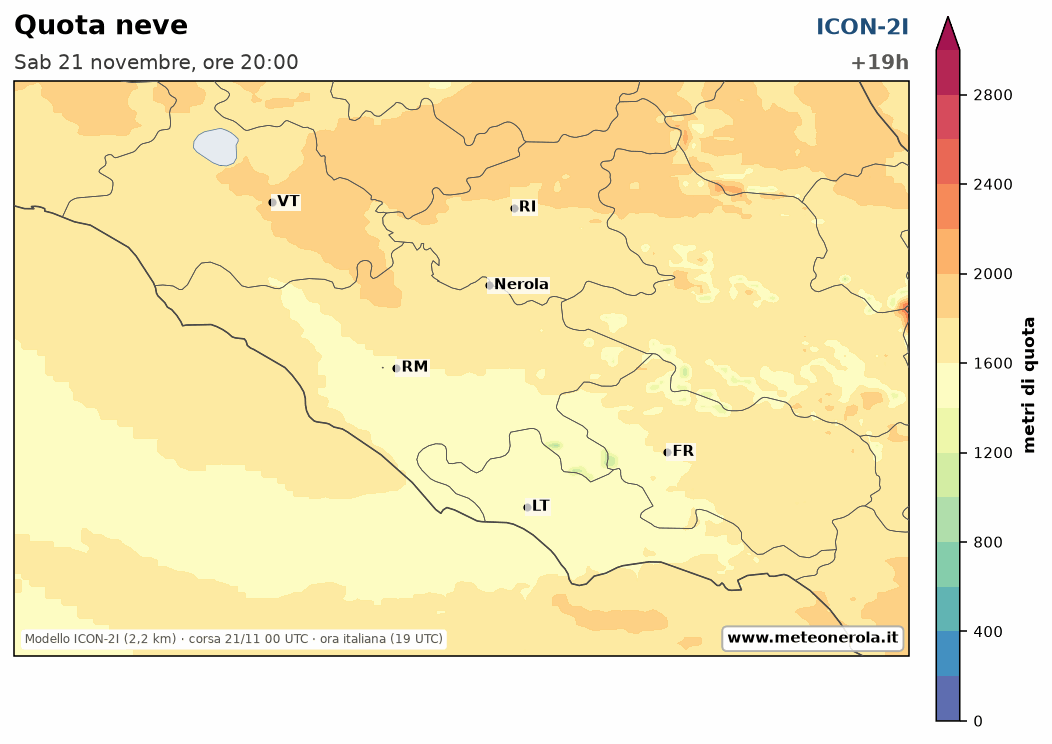 Quota neve
ICON-2I
Sab 21 novembre, ore 20:00
+19h
2800
2400
2000
1600
1200
800
400
0
metri di quota
VT
RI
Nerola
RM
FR
LT
Modello ICON-2I (2,2 km) · corsa 21/11 00 UTC · ora italiana (19 UTC)
www.meteonerola.it